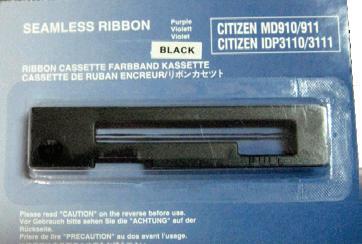 SEAMLESS RIBBON
Purple
Violett
Violet
BLACK
CITIZEN MD910/911
CITIZEN IDP3110/3111
RIBBON CASSETTE FARBBAND KASSETTE
CASSETTE DE RUBAN ENCREUR/リボンカセット
Please read "CAUTION" on the reverse before use.
Vor Gebrauch bitte sehen Sie die "ACHTUNG" auf der
Rückseite.
Priere de lire "PRECAUTION" au dos avant l'usage.